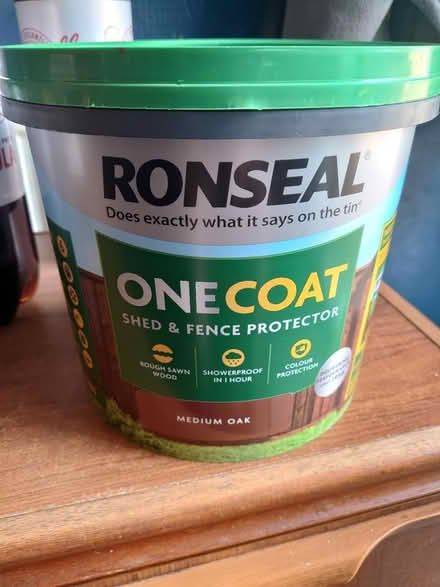 RONSEAL®
Does exactly what it says on the tin®
ONE COAT
SHED & FENCE PROTECTOR
ROUGH SAWN
WOOD
SHOWERPROOF
IN 1 HOUR
COLOUR
PROTECTION
MEDIUM OAK